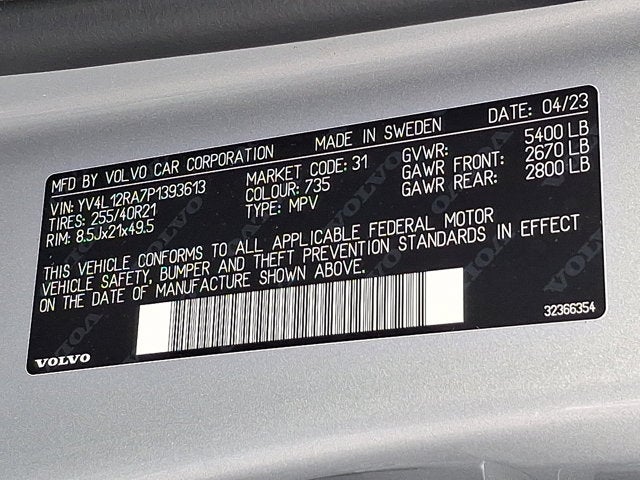 MFD BY VOLVO CAR CORPORATION MADE IN SWEDEN DATE: 04/23
VIN: YV4L12RA7P1393613 MARKET CODE: 31 GVWR: 5400 LB
TIRES: 255/40R21 COLOUR: 735 GAWR FRONT: 2670 LB
RIM: 8.5Jx21x49.5 TYPE: MPV GAWR REAR: 2800 LB
THIS VEHICLE CONFORMS TO ALL APPLICABLE FEDERAL MOTOR
VEHICLE SAFETY, BUMPER AND THEFT PREVENTION STANDARDS IN EFFECT
ON THE DATE OF MANUFACTURE SHOWN ABOVE.
32366354
VOLVO